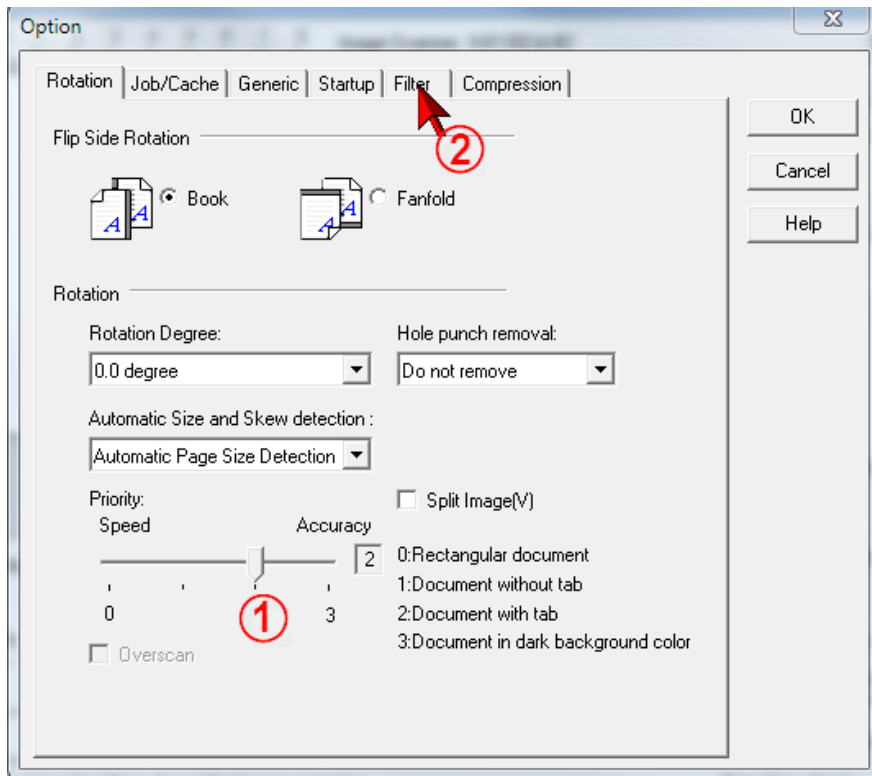 Option
Rotation Job/Cache Generic Startup Filter Compression
OK
Cancel
Help
2
Flip Side Rotation
A A Book
A A Fanfold
Rotation
Rotation Degree:
0.0 degree
Hole punch removal:
Do not remove
Automatic Size and Skew detection :
Automatic Page Size Detection
Priority:
Speed Accuracy
2
0 3
1
Overscan
Split Image(V)
0:Rectangular document
1:Document without tab
2:Document with tab
3:Document in dark background color